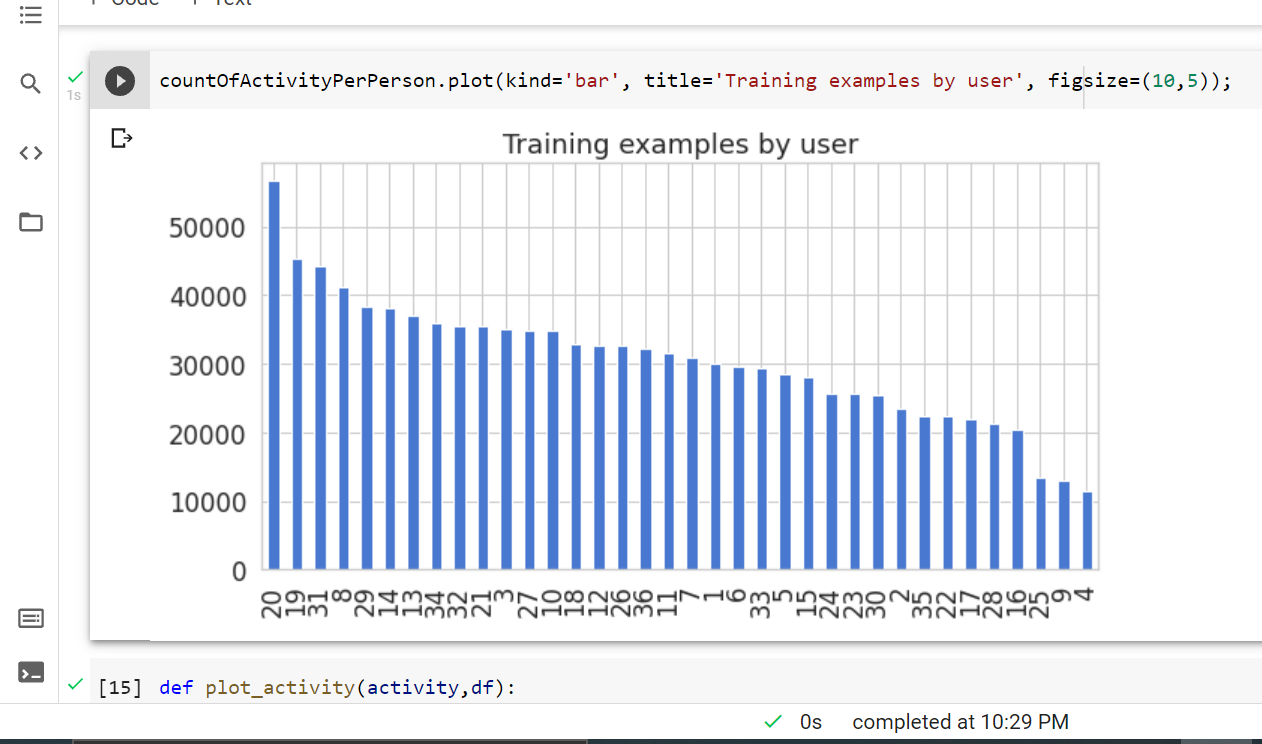 + Code + Text
1s
countOfActivityPerPerson.plot(kind='bar', title='Training examples by user', figsize=(10,5));
Training examples by user
50000
40000
30000
20000
10000
0
20 19 31 8 29 14 13 34 32 21 3 27 10 18 12 26 36 11 7 1 6 33 5 15 24 23 30 2 35 22 17 28 16 25 9 4
[15] def plot_activity(activity,df):
0s completed at 10:29 PM